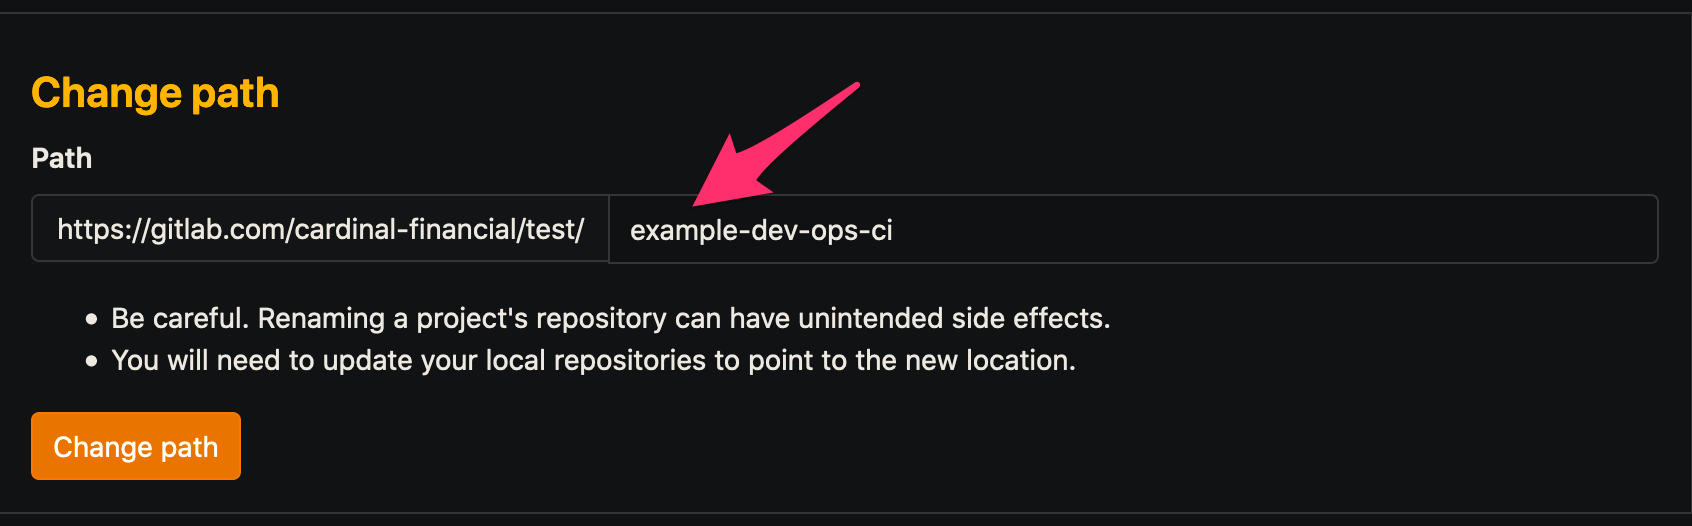 Change path
Path
https://gitlab.com/cardinal-financial/test/ example-dev-ops-ci
Be careful. Renaming a project's repository can have unintended side effects.
You will need to update your local repositories to point to the new location.
Change path